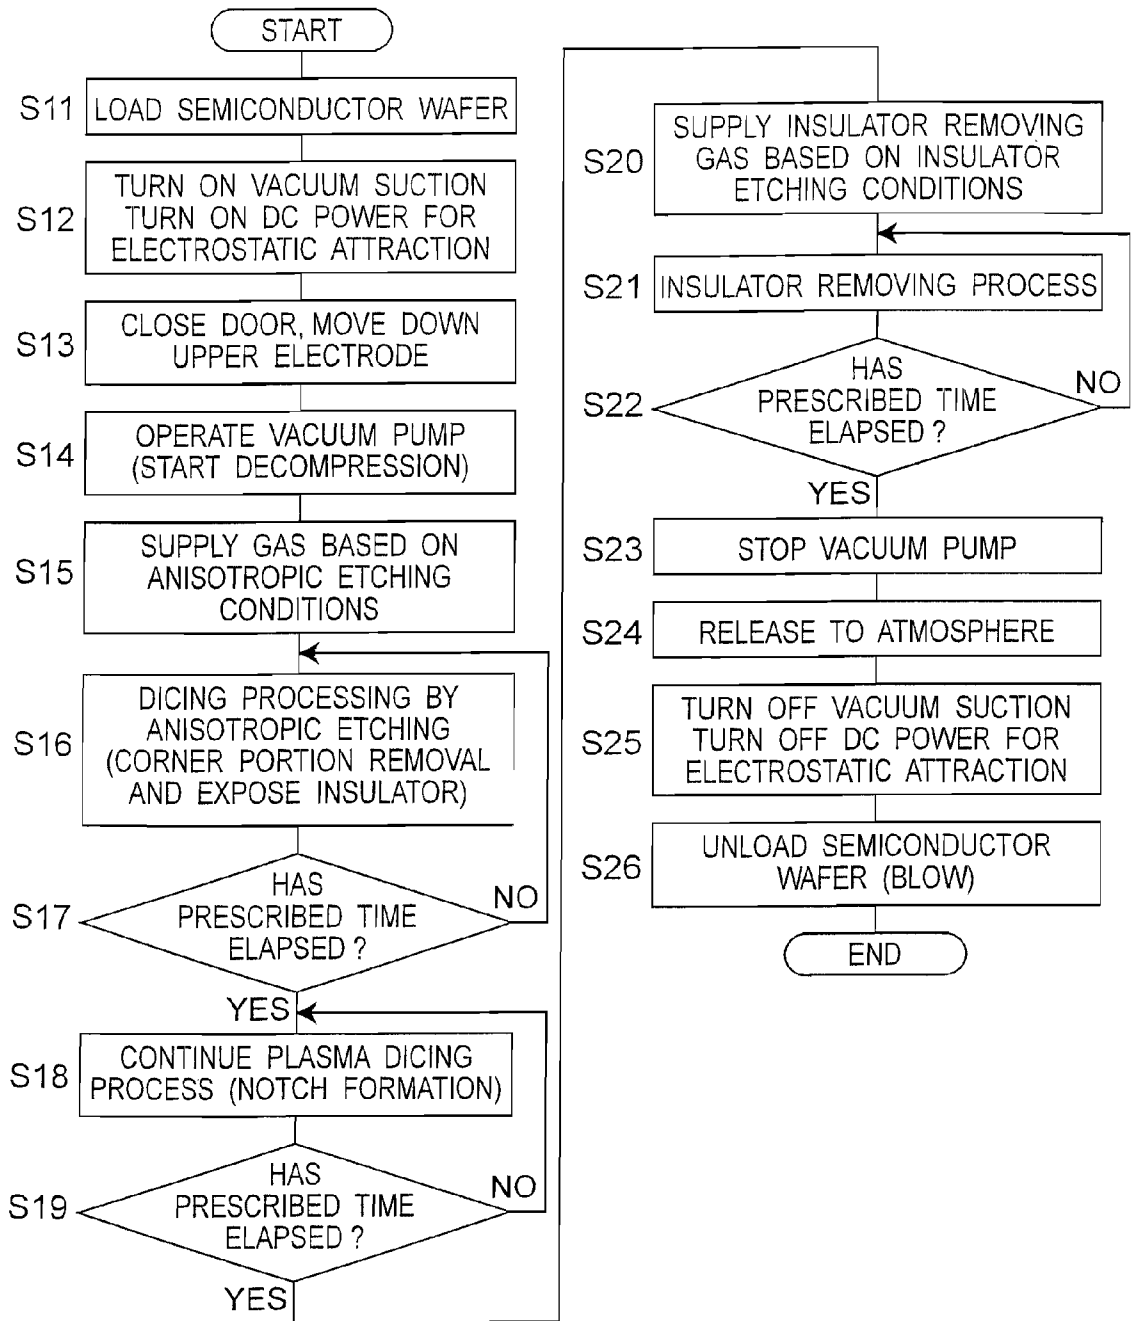 START
S11
LOAD SEMICONDUCTOR WAFER
S12
TURN ON VACUUM SUCTION
TURN ON DC POWER FOR
ELECTROSTATIC ATTRACTION
S13
CLOSE DOOR, MOVE DOWN
UPPER ELECTRODE
S14
OPERATE VACUUM PUMP
(START DECOMPRESSION)
S15
SUPPLY GAS BASED ON
ANISOTROPIC ETCHING
CONDITIONS
S16
DICING PROCESSING BY
ANISOTROPIC ETCHING
(CORNER PORTION REMOVAL
AND EXPOSE INSULATOR)
S17
HAS
PRESCRIBED TIME
ELAPSED ?
NO
YES
S18
CONTINUE PLASMA DICING
PROCESS (NOTCH FORMATION)
S19
HAS
PRESCRIBED TIME
ELAPSED ?
NO
YES
S20
SUPPLY INSULATOR REMOVING
GAS BASED ON INSULATOR
ETCHING CONDITIONS
S21
INSULATOR REMOVING PROCESS
S22
HAS
PRESCRIBED TIME
ELAPSED ?
NO
YES
S23
STOP VACUUM PUMP
S24
RELEASE TO ATMOSPHERE
S25
TURN OFF VACUUM SUCTION
TURN OFF DC POWER FOR
ELECTROSTATIC ATTRACTION
S26
UNLOAD SEMICONDUCTOR
WAFER (BLOW)
END